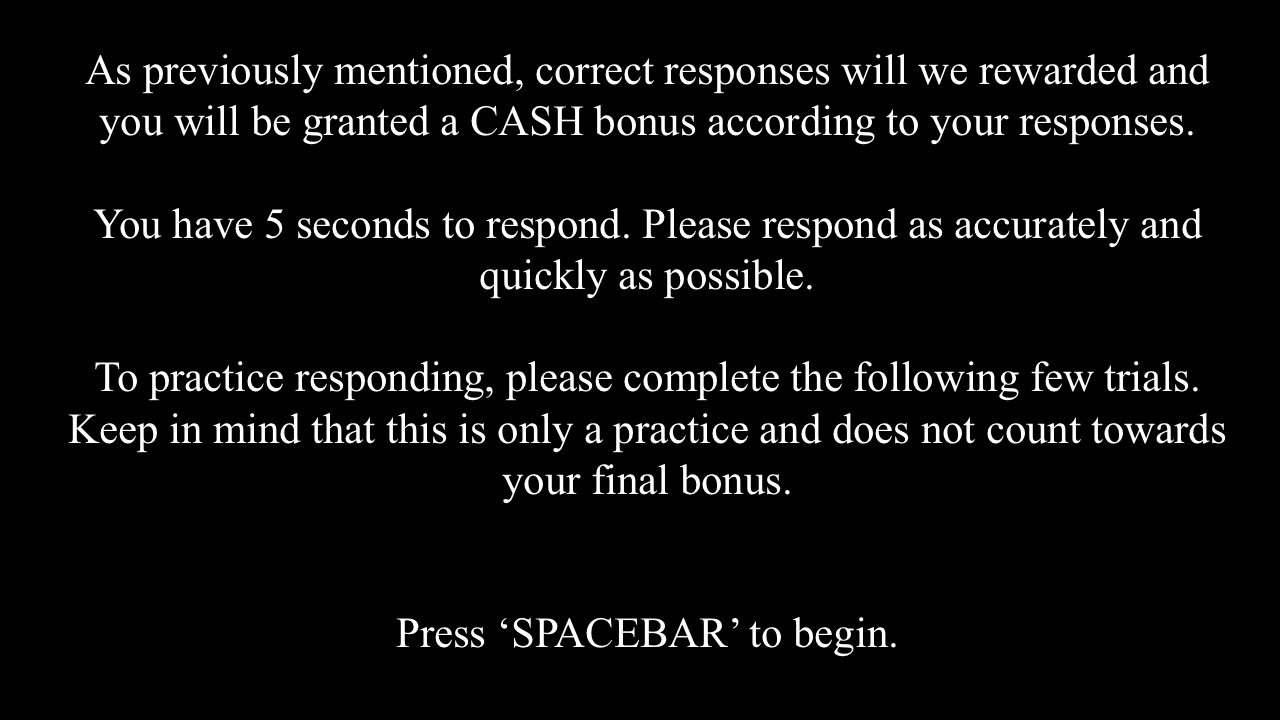 As previously mentioned, correct responses will we rewarded and
you will be granted a CASH bonus according to your responses.
You have 5 seconds to respond. Please respond as accurately and
quickly as possible.
To practice responding, please complete the following few trials.
Keep in mind that this is only a practice and does not count towards
your final bonus.
Press ‘SPACEBAR’ to begin.